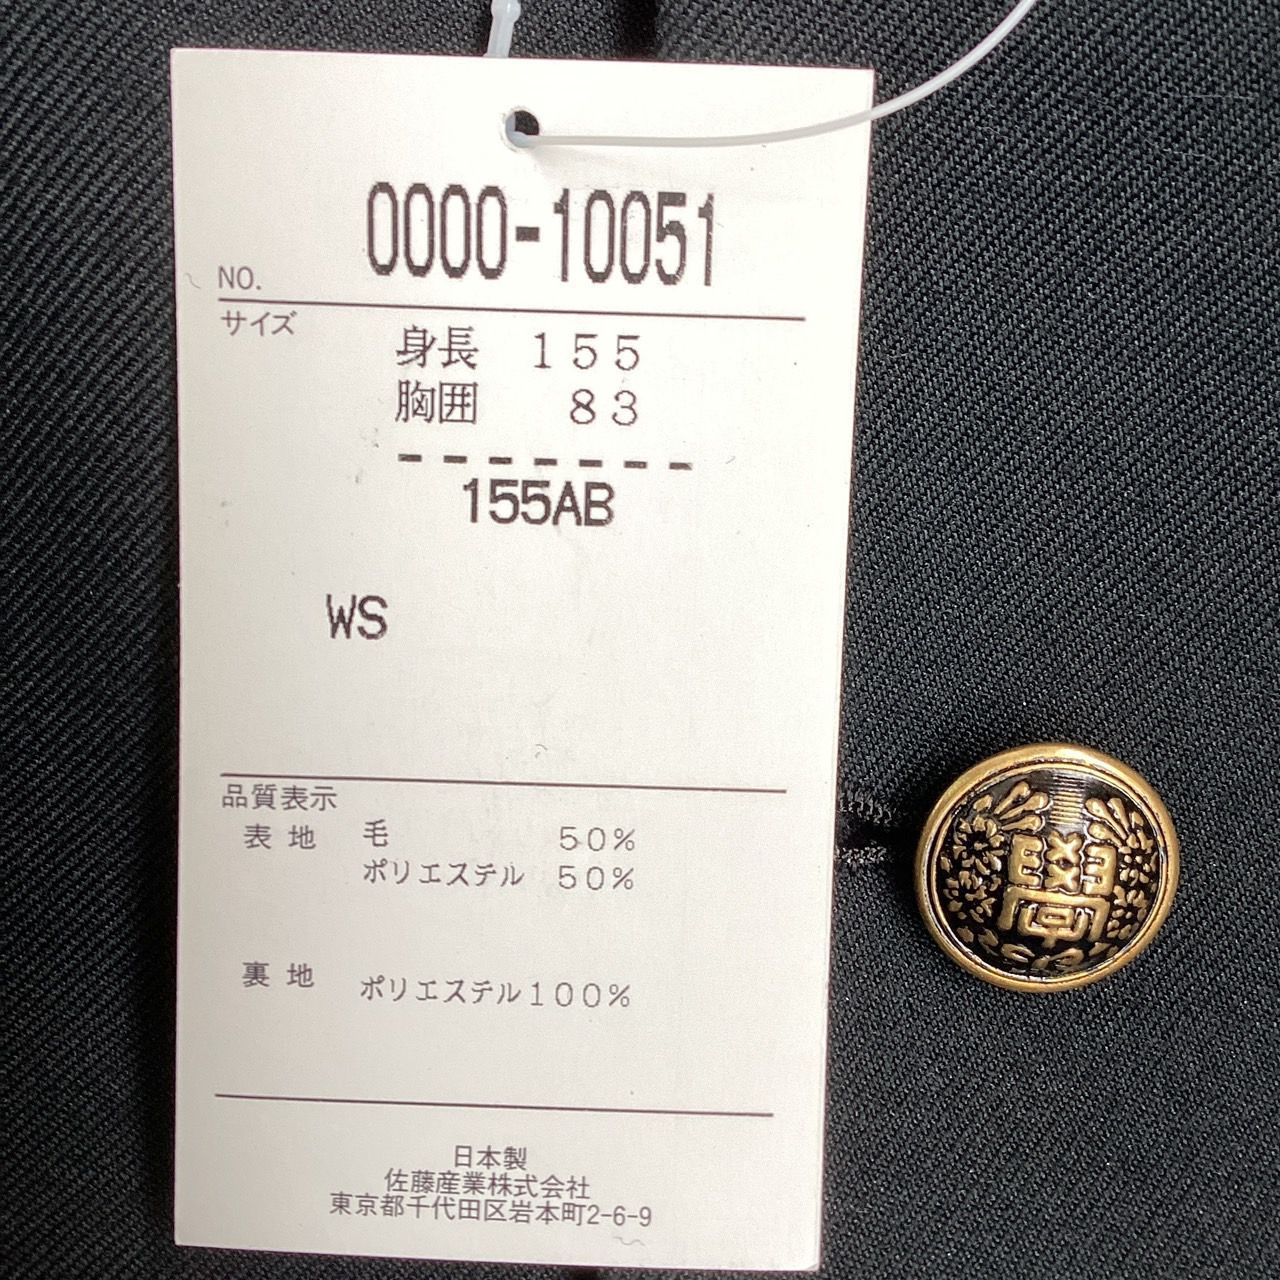 0000-10051
NO.
サイズ
身長 155
胸囲 83
-------
155AB
WS
品質表示
表地 毛 50%
ポリエステル 50%
裏地 ポリエステル100%
日本製
佐藤産業株式会社
東京都千代田区岩本町2-6-9
學